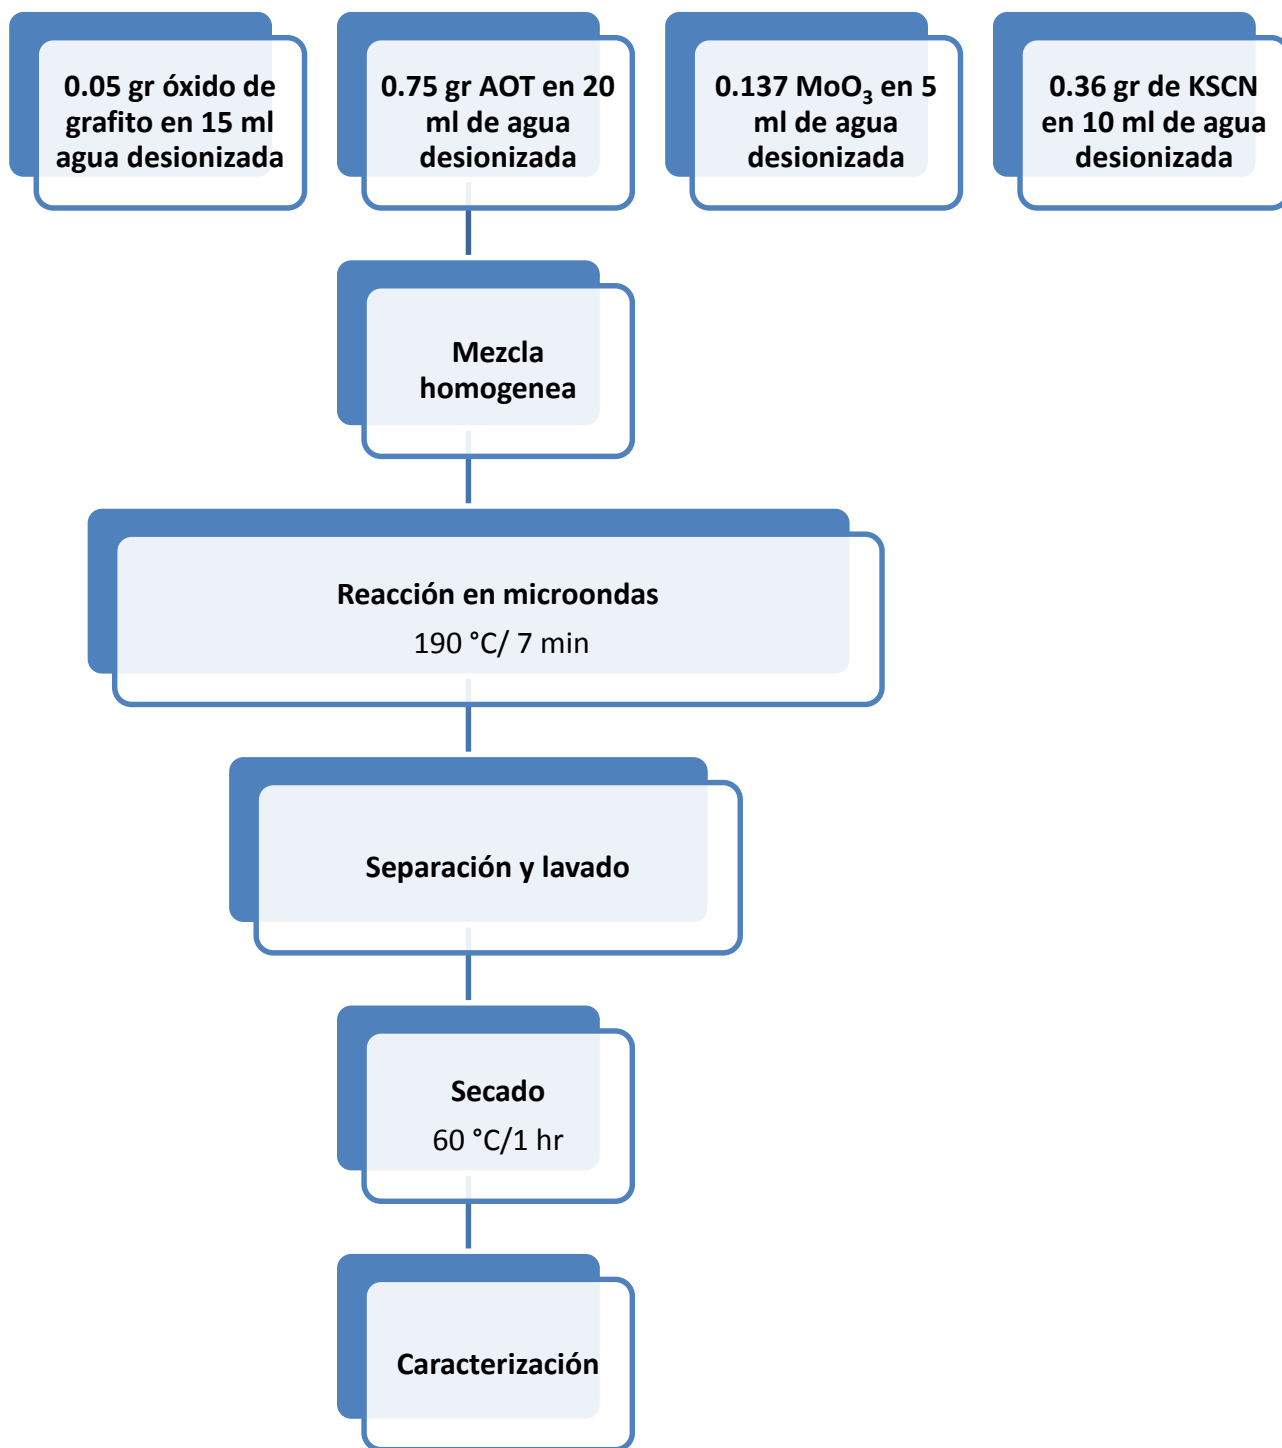 0.05 gr óxido de
grafito en 15 ml
agua desionizada
0.75 gr AOT en 20
ml de agua
desionizada
0.137 MoO₃ en 5
ml de agua
desionizada
0.36 gr de KSCN
en 10 ml de agua
desionizada
Mezcla
homogenea
Reacción en microondas
190 °C/ 7 min
Separación y lavado
Secado
60 °C/1 hr
Caracterización